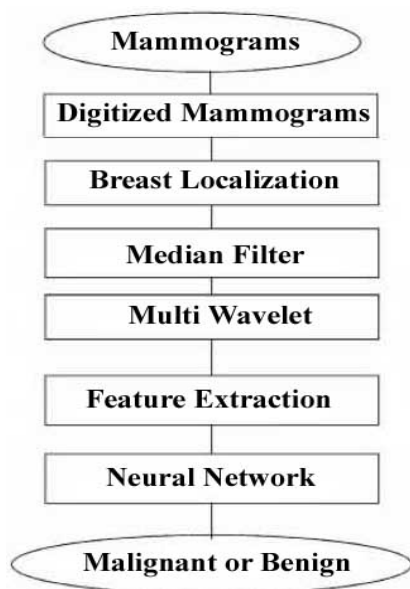 Mammograms
Digitized Mammograms
Breast Localization
Median Filter
Multi Wavelet
Feature Extraction
Neural Network
Malignant or Benign